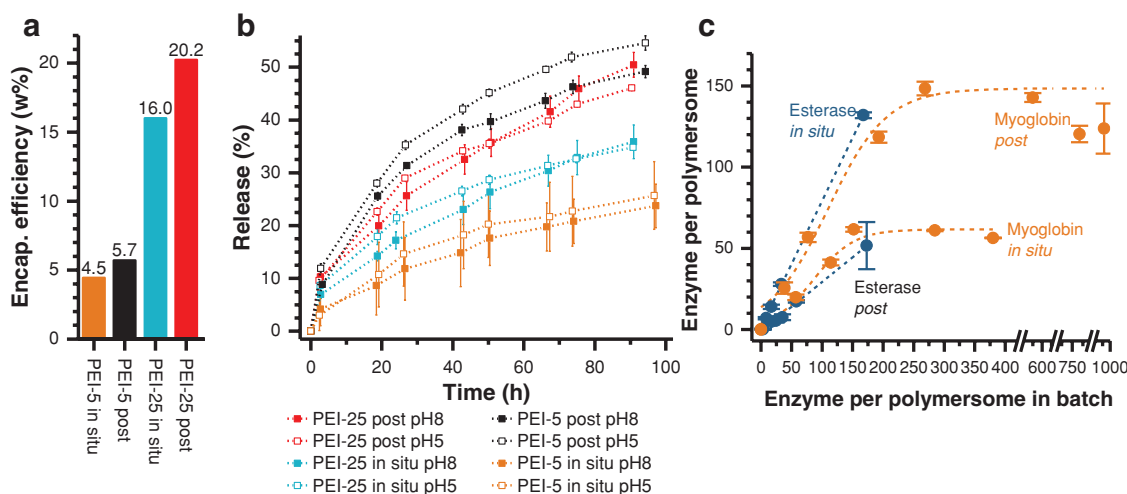 a
Encap. efficiency (w%)
20
15
10
5
0
4.5
5.7
16.0
20.2
PEI-5 in situ
PEI-5 post
PEI-25 in situ
PEI-25 post
b
Release (%)
50
40
30
20
10
0
0 20 40 60 80 100
Time (h)
PEI-25 post pH8
PEI-25 post pH5
PEI-25 in situ pH8
PEI-25 in situ pH5
PEI-5 post pH8
PEI-5 post pH5
PEI-5 in situ pH8
PEI-5 in situ pH5
c
Enzyme per polymersome
150
100
50
0
Esterase
in situ
Myoglobin
post
Myoglobin
in situ
Esterase
post
0 50 100 150 200 250 300 350 400 600 750 1000
Enzyme per polymersome in batch